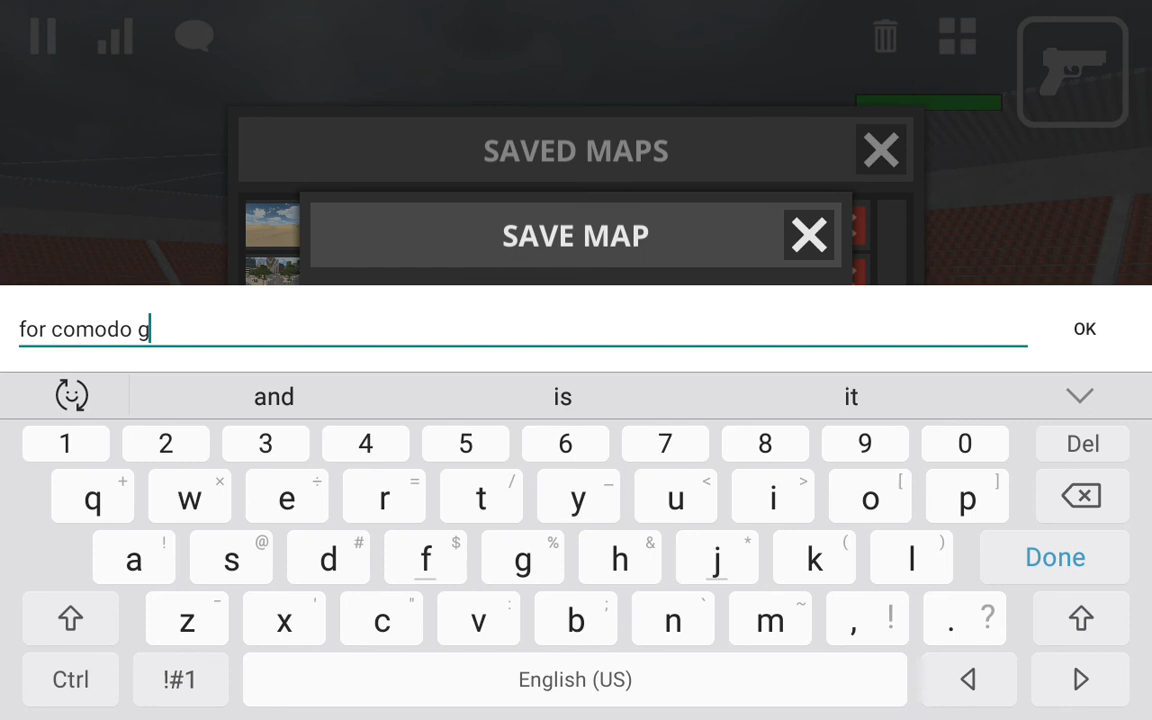 SAVED MAPS
SAVE MAP
for comodo g
OK
and is it
1 2 3 4 5 6 7 8 9 0 Del
q + w × e ÷ r = t / y _ u < i > o [ p ]
a ! s @ d # f $ g % h & j * k ( l ) Done
z - x ' c " v : b ; n ` m ~ , ! . ?
Ctrl !#1 English (US)